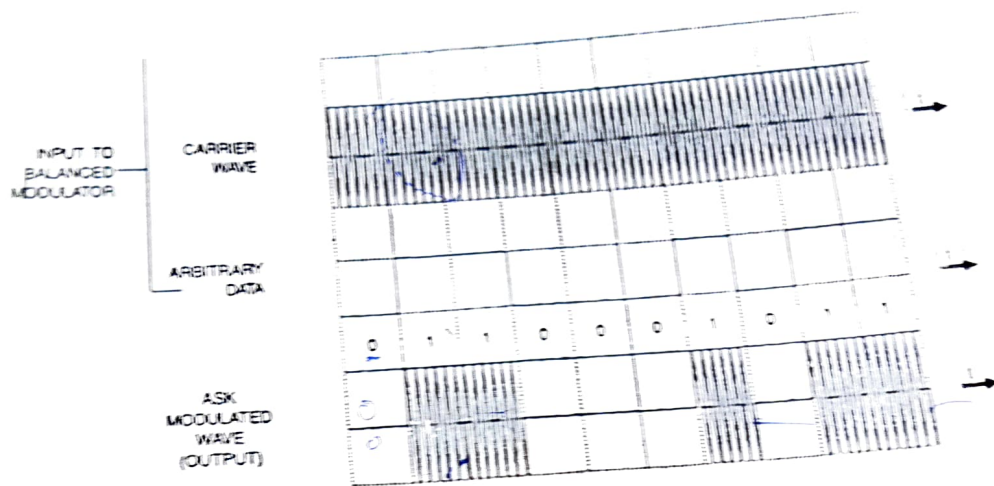 INPUT TO
BALANCED
MODULATOR
CARRIER
WAVE
ARBITRARY
DATA
0 1 1 0 0 0 1 0 1 1
ASK
MODULATED
WAVE
(OUTPUT)
t